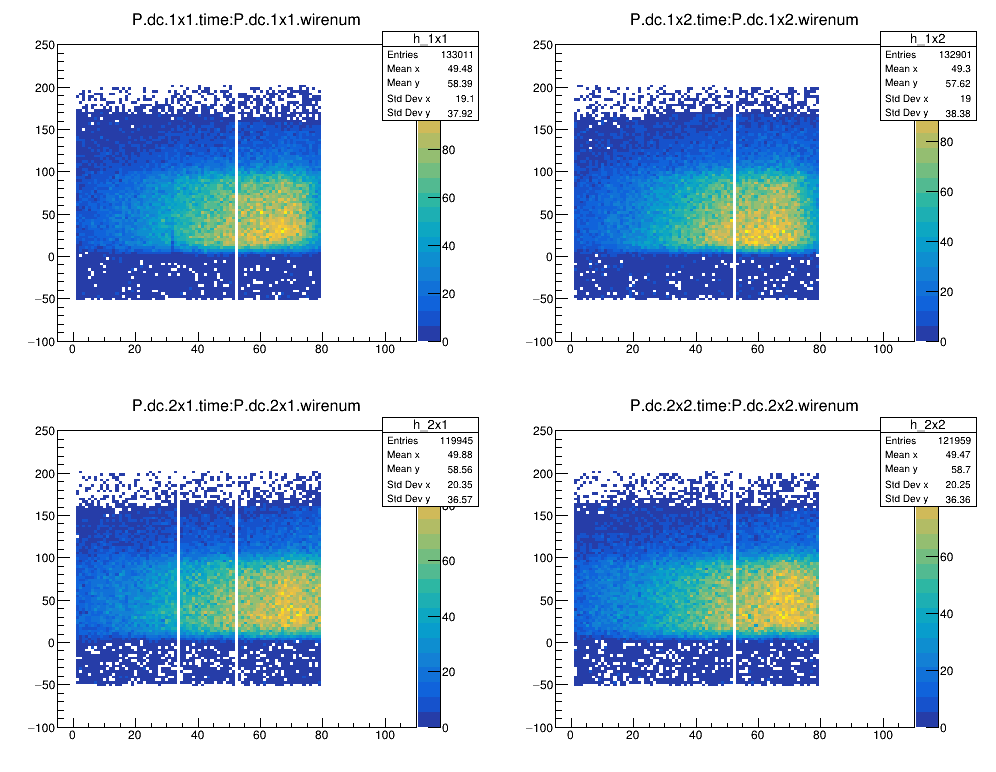 P.dc.1x1.time:P.dc.1x1.wirenum
h_1x1
Entries 133011
Mean x 49.48
Mean y 58.39
Std Dev x 19.1
Std Dev y 37.92
250
200
150
100
50
0
−50
−100
0 20 40 60 80 100
80
60
40
20
0
P.dc.1x2.time:P.dc.1x2.wirenum
h_1x2
Entries 132901
Mean x 49.3
Mean y 57.62
Std Dev x 19
Std Dev y 38.38
250
200
150
100
50
0
−50
−100
0 20 40 60 80 100
80
60
40
20
0
P.dc.2x1.time:P.dc.2x1.wirenum
h_2x1
Entries 119945
Mean x 49.88
Mean y 58.56
Std Dev x 20.35
Std Dev y 36.57
250
200
150
100
50
0
−50
−100
0 20 40 60 80 100
80
60
40
20
0
P.dc.2x2.time:P.dc.2x2.wirenum
h_2x2
Entries 121959
Mean x 49.47
Mean y 58.7
Std Dev x 20.25
Std Dev y 36.36
250
200
150
100
50
0
−50
−100
0 20 40 60 80 100
60
40
20
0